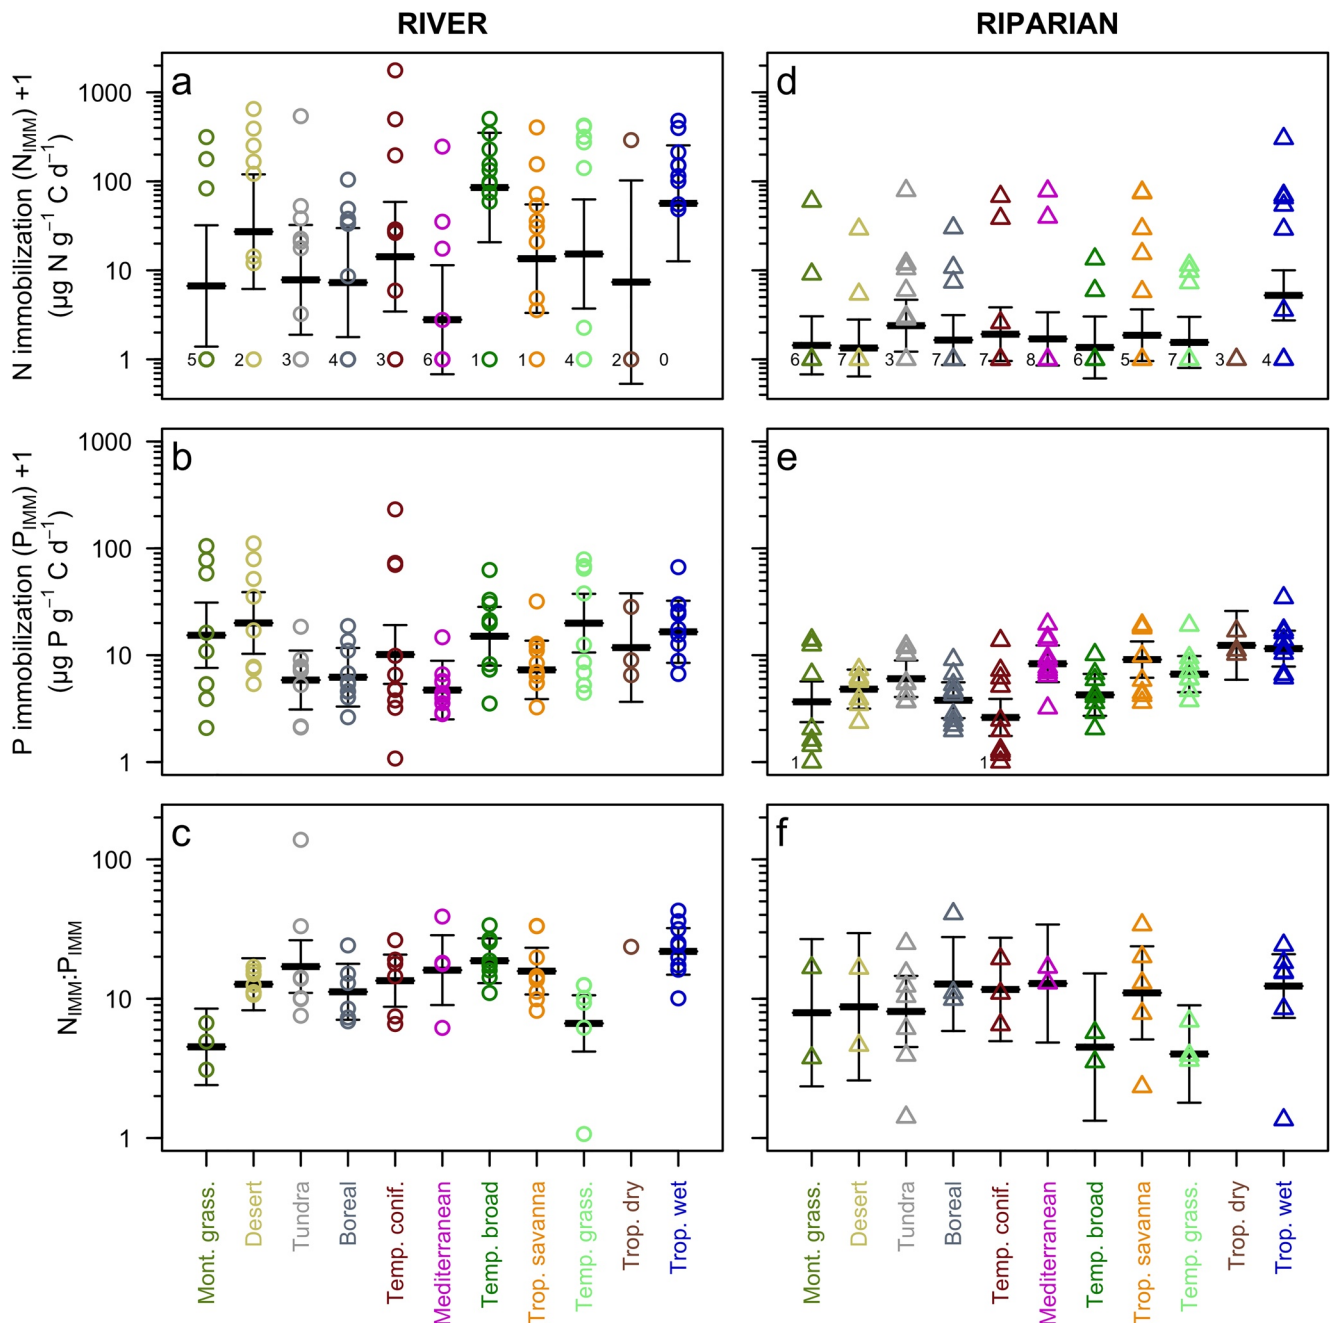 RIVER RIPARIAN
N immobilization (N_IMM) +1
(µg N g⁻¹ C d⁻¹)
a
1000
100
10
1
5 2 3 4 3 6 1 1 4 2 0
d
6 7 3 7 7 8 6 5 7 3 4
P immobilization (P_IMM) +1
(µg P g⁻¹ C d⁻¹)
b
1000
100
10
1
e
1 1
N_IMM:P_IMM
c
100
10
1
f
Mont. grass.
Desert
Tundra
Boreal
Temp. conif.
Mediterranean
Temp. broad
Trop. savanna
Temp. grass.
Trop. dry
Trop. wet
Mont. grass.
Desert
Tundra
Boreal
Temp. conif.
Mediterranean
Temp. broad
Trop. savanna
Temp. grass.
Trop. dry
Trop. wet